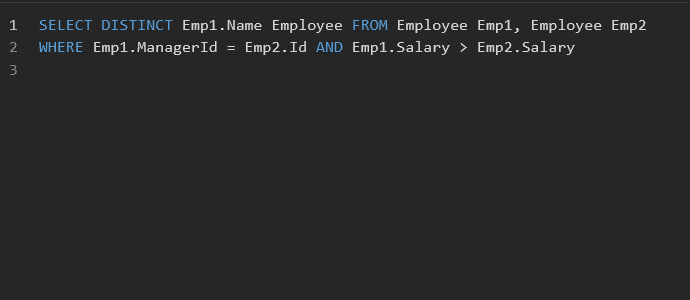 1 SELECT DISTINCT Emp1.Name Employee FROM Employee Emp1, Employee Emp2
2 WHERE Emp1.ManagerId = Emp2.Id AND Emp1.Salary > Emp2.Salary
3